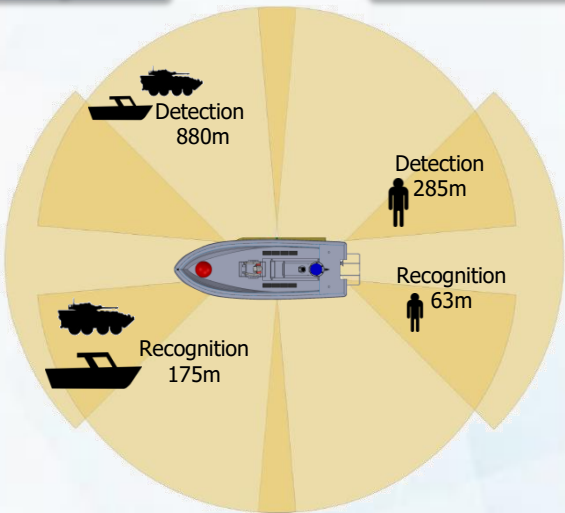 Detection
880m
Detection
285m
Recognition
63m
Recognition
175m